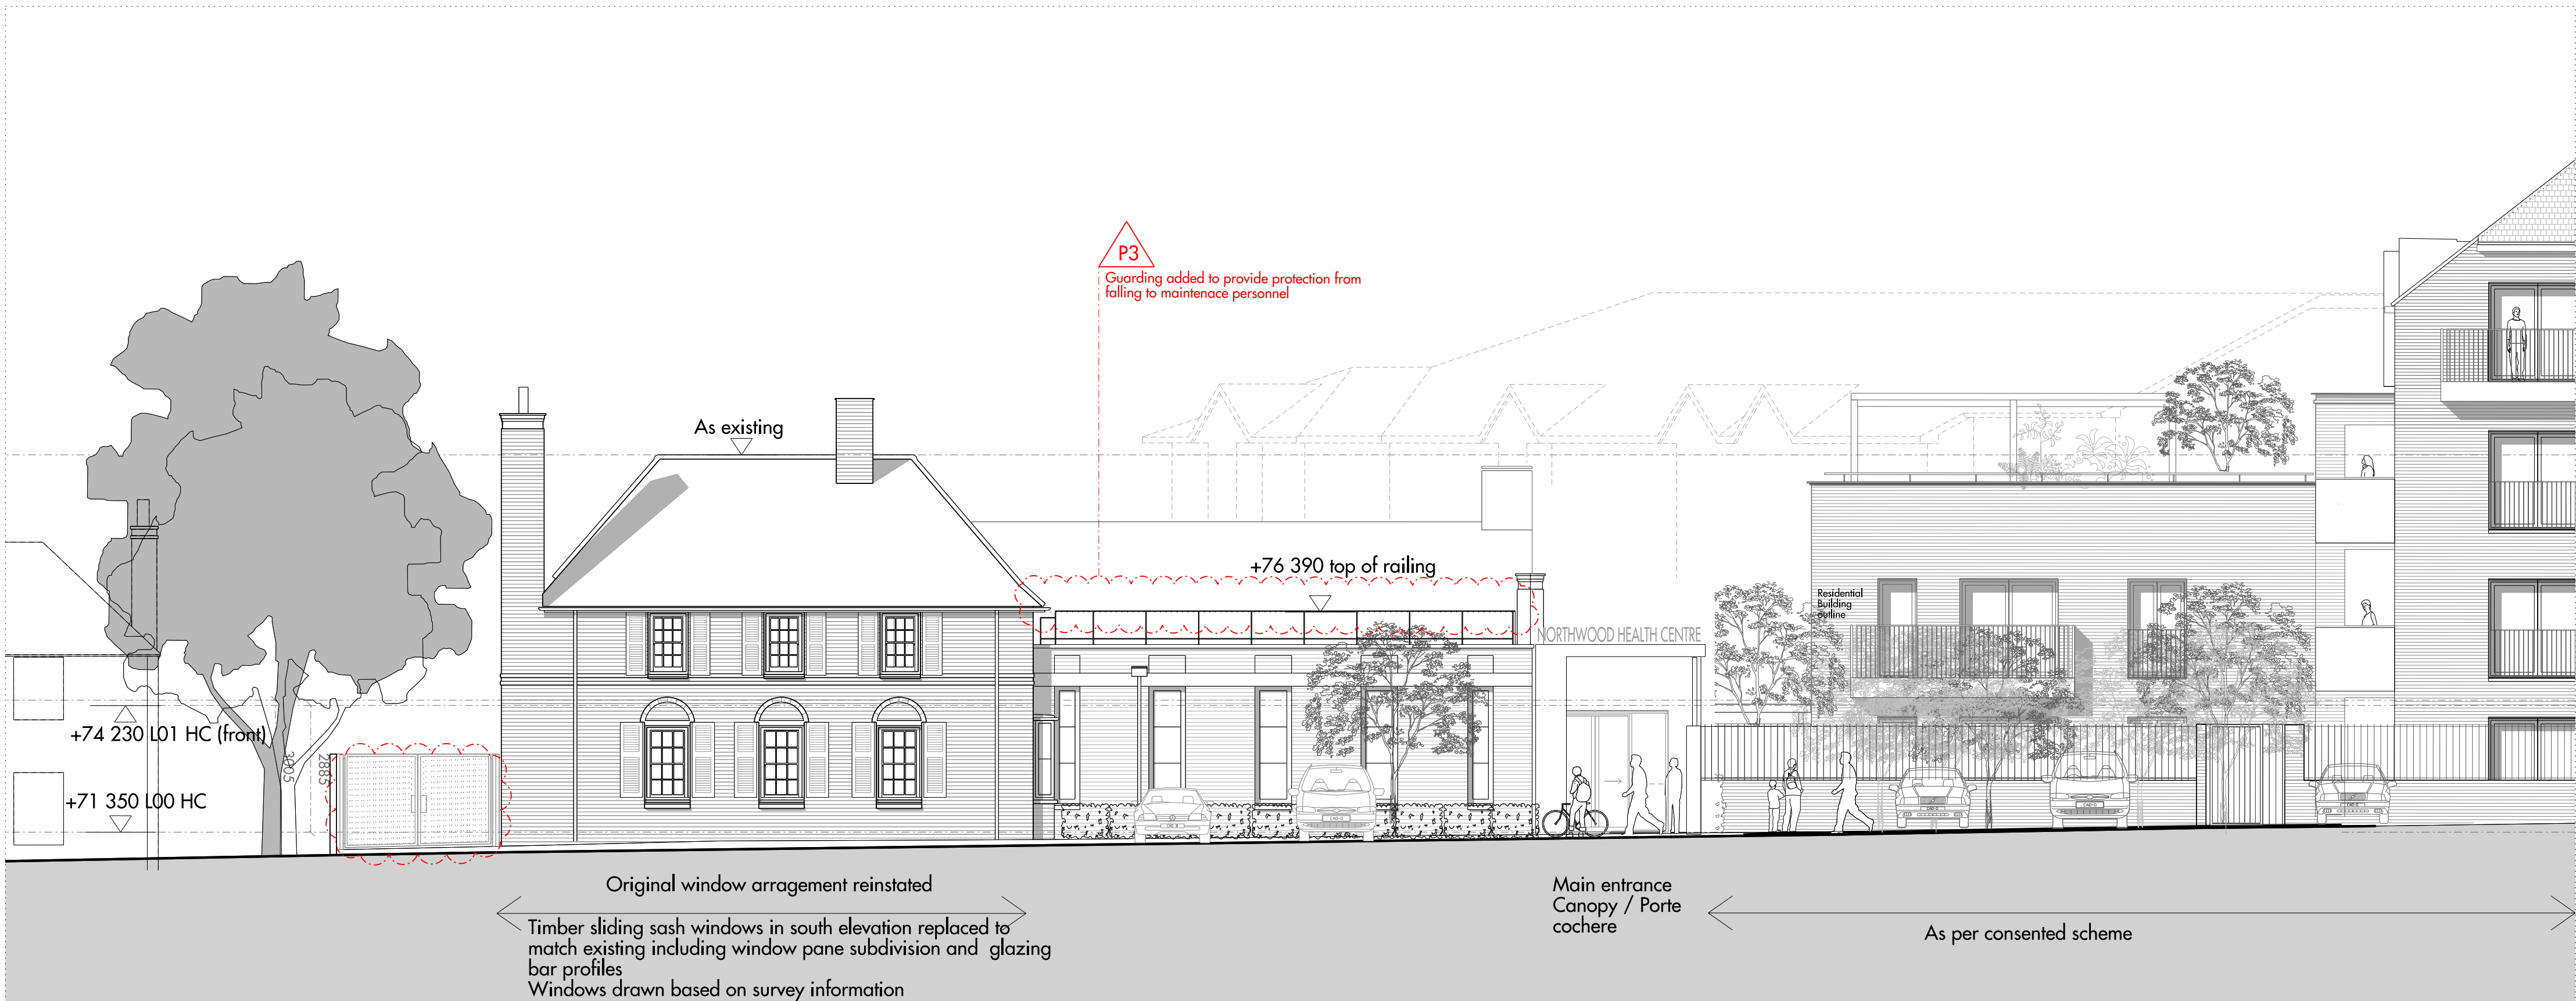 P3
Guarding added to provide protection from
falling to maintenace personnel
As existing
+76 390 top of railing
NORTHWOOD HEALTH CENTRE
Residential
Building
outline
+74 230 L01 HC (front)
3005
2885
+71 350 L00 HC
CAD-O
CAD-O
CAD-O
Original window arragement reinstated
Timber sliding sash windows in south elevation replaced to
match existing including window pane subdivision and glazing
bar profiles
Windows drawn based on survey information
Main entrance
Canopy / Porte
cochere
As per consented scheme